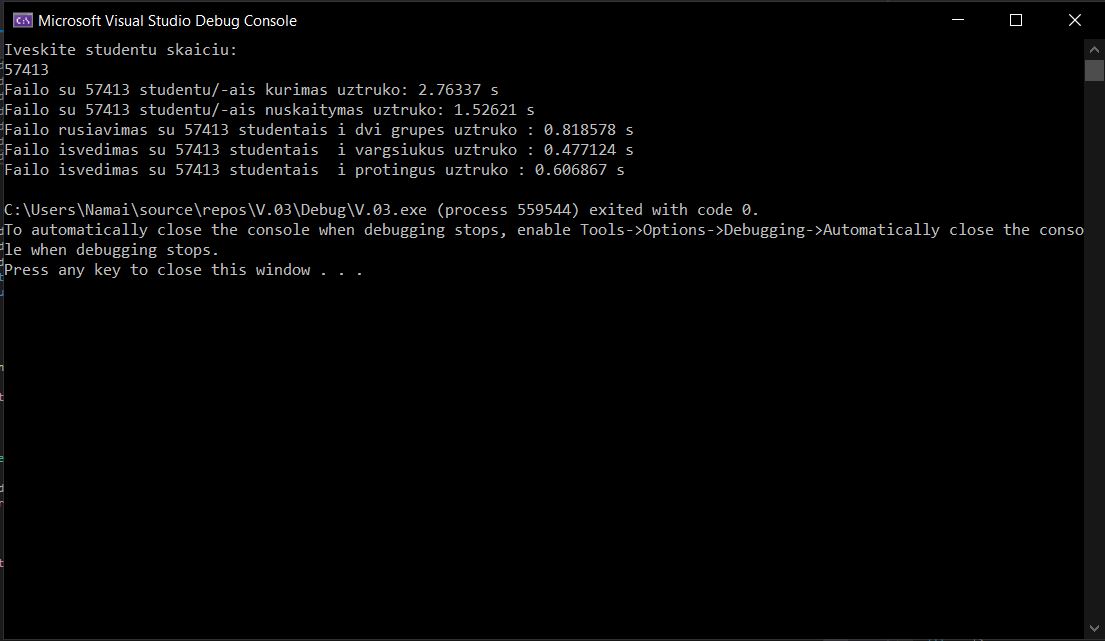 Microsoft Visual Studio Debug Console
Iveskite studentu skaiciu:
57413
Failo su 57413 studentu/-ais kurimas uztruko: 2.76337 s
Failo su 57413 studentu/-ais nuskaitymas uztruko: 1.52621 s
Failo rusiavimas su 57413 studentais i dvi grupes uztruko : 0.818578 s
Failo isvedimas su 57413 studentais  i vargsiukus uztruko : 0.477124 s
Failo isvedimas su 57413 studentais  i protingus uztruko : 0.606867 s
C:\Users\Namai\source\repos\V.03\Debug\V.03.exe (process 559544) exited with code 0.
To automatically close the console when debugging stops, enable Tools->Options->Debugging->Automatically close the conso
le when debugging stops.
Press any key to close this window . . .